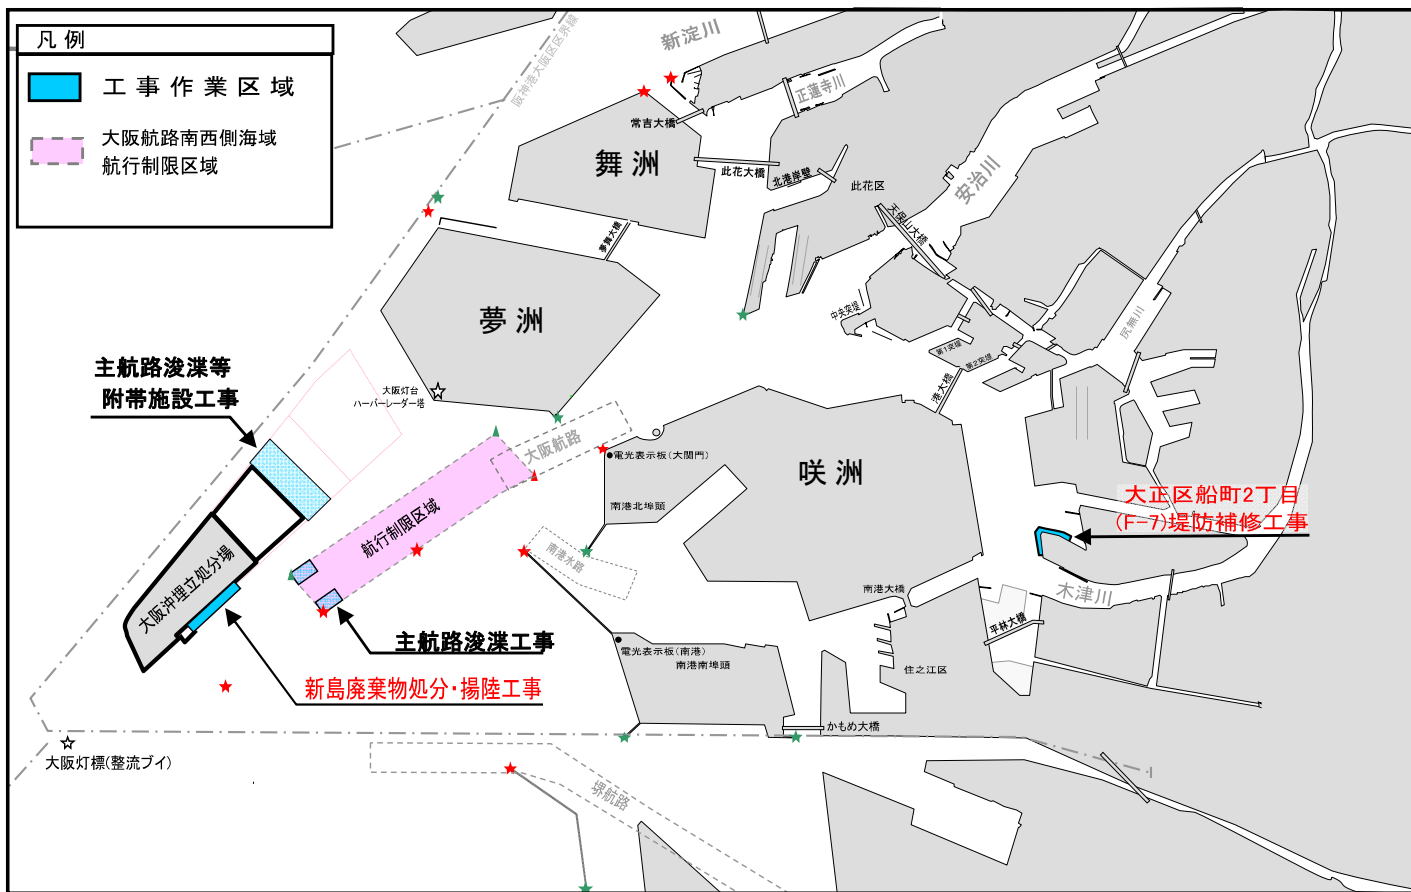 凡例
工事作業区域
大阪航路南西側海域
航行制限区域
阪神港大阪区区界線
新淀川
正蓮寺川
常吉大橋
舞洲
此花大橋
北港岸壁
此花区
安治川
天保山大橋
夢舞大橋
夢洲
中央突堤
第1突堤
第2突堤
尻無川
港大橋
主航路浚渫等
附帯施設工事
大阪灯台
ハーバーレーダー塔
大阪航路
電光表示板(大関門)
咲洲
南港北埠頭
大正区船町2丁目
(F-7)堤防補修工事
航行制限区域
南港水路
大阪沖埋立処分場
木津川
南港大橋
平林大橋
主航路浚渫工事
電光表示板(南港)
南港南埠頭
住之江区
新島廃棄物処分・揚陸工事
かもめ大橋
大阪灯標(整流ブイ)
堺航路